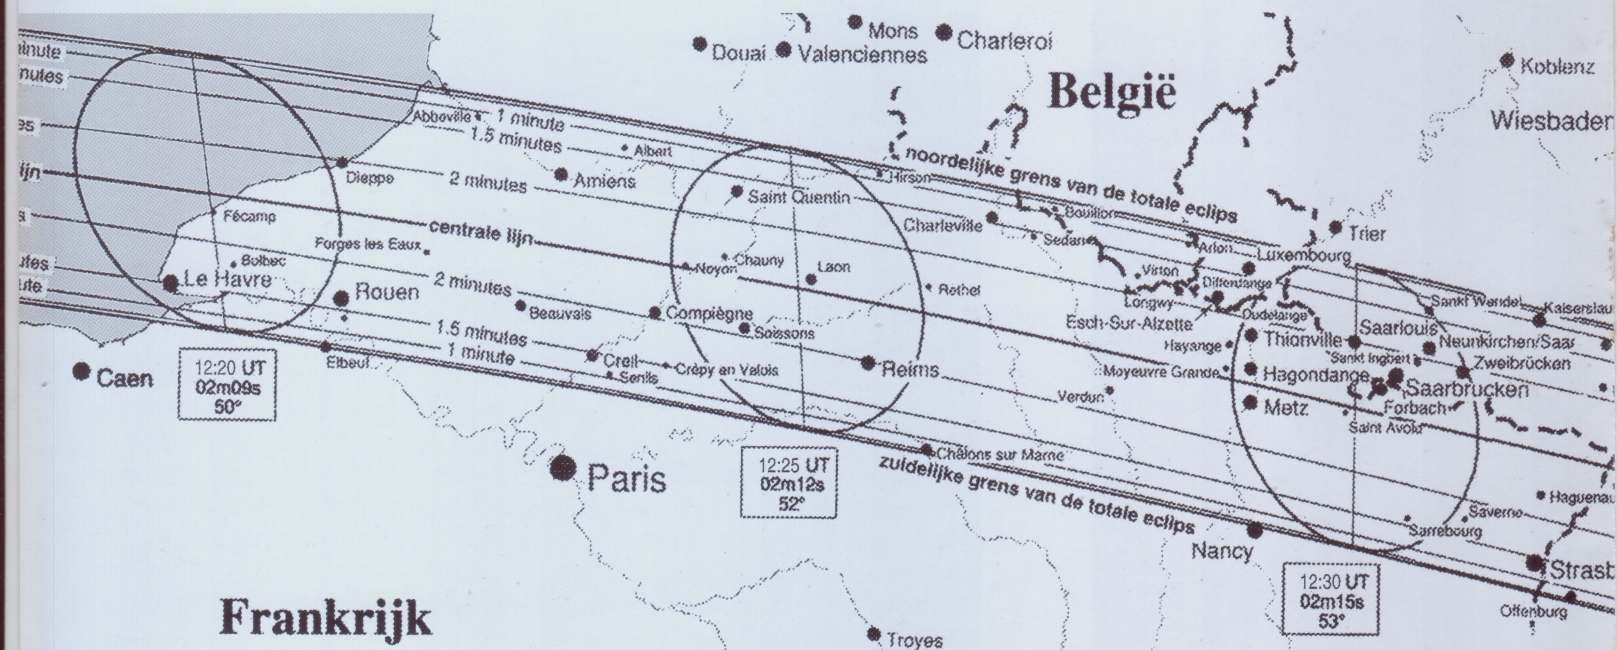 Mons
Charleroi
Douai
Valenciennes
België
Koblenz
Wiesbaden
minute
minutes
Abbeville
1 minute
1.5 minutes
Albert
noordelijke grens van de totale eclips
Dieppe
Amiens
2 minutes
Saint Quentin
Hirson
Fécamp
centrale lijn
Charleville
Bouillon
Sedan
Arlon
Trier
Forges les Eaux
Bolbec
Noyon
Chauny
Laon
Luxembourg
Virton
Differdange
Le Havre
Rouen
2 minutes
Rethel
Longwy
Beauvais
Compiègne
Soissons
Esch-Sur-Alzette
Oudelange
Sankt Wendel
Kaiserslau
Saarlouis
1.5 minutes
1 minute
Hayange
Thionville
Neunkirchen/Saar
Sankt Ingbert
Zweibrücken
Elbeuf
Creil
Senlis
Crèpy en Valois
Reims
Moyeuvre Grande
Hagondange
Saarbrucken
Verdun
Metz
Forbach
Saint Avold
Caen
12:20 UT
02m09s
50°
Châlons sur Marne
zuidelijke grens van de totale eclips
Paris
12:25 UT
02m12s
52°
Haguenau
Saverne
Sarrebourg
Nancy
Strasb
12:30 UT
02m15s
53°
Offenburg
Frankrijk
Troyes